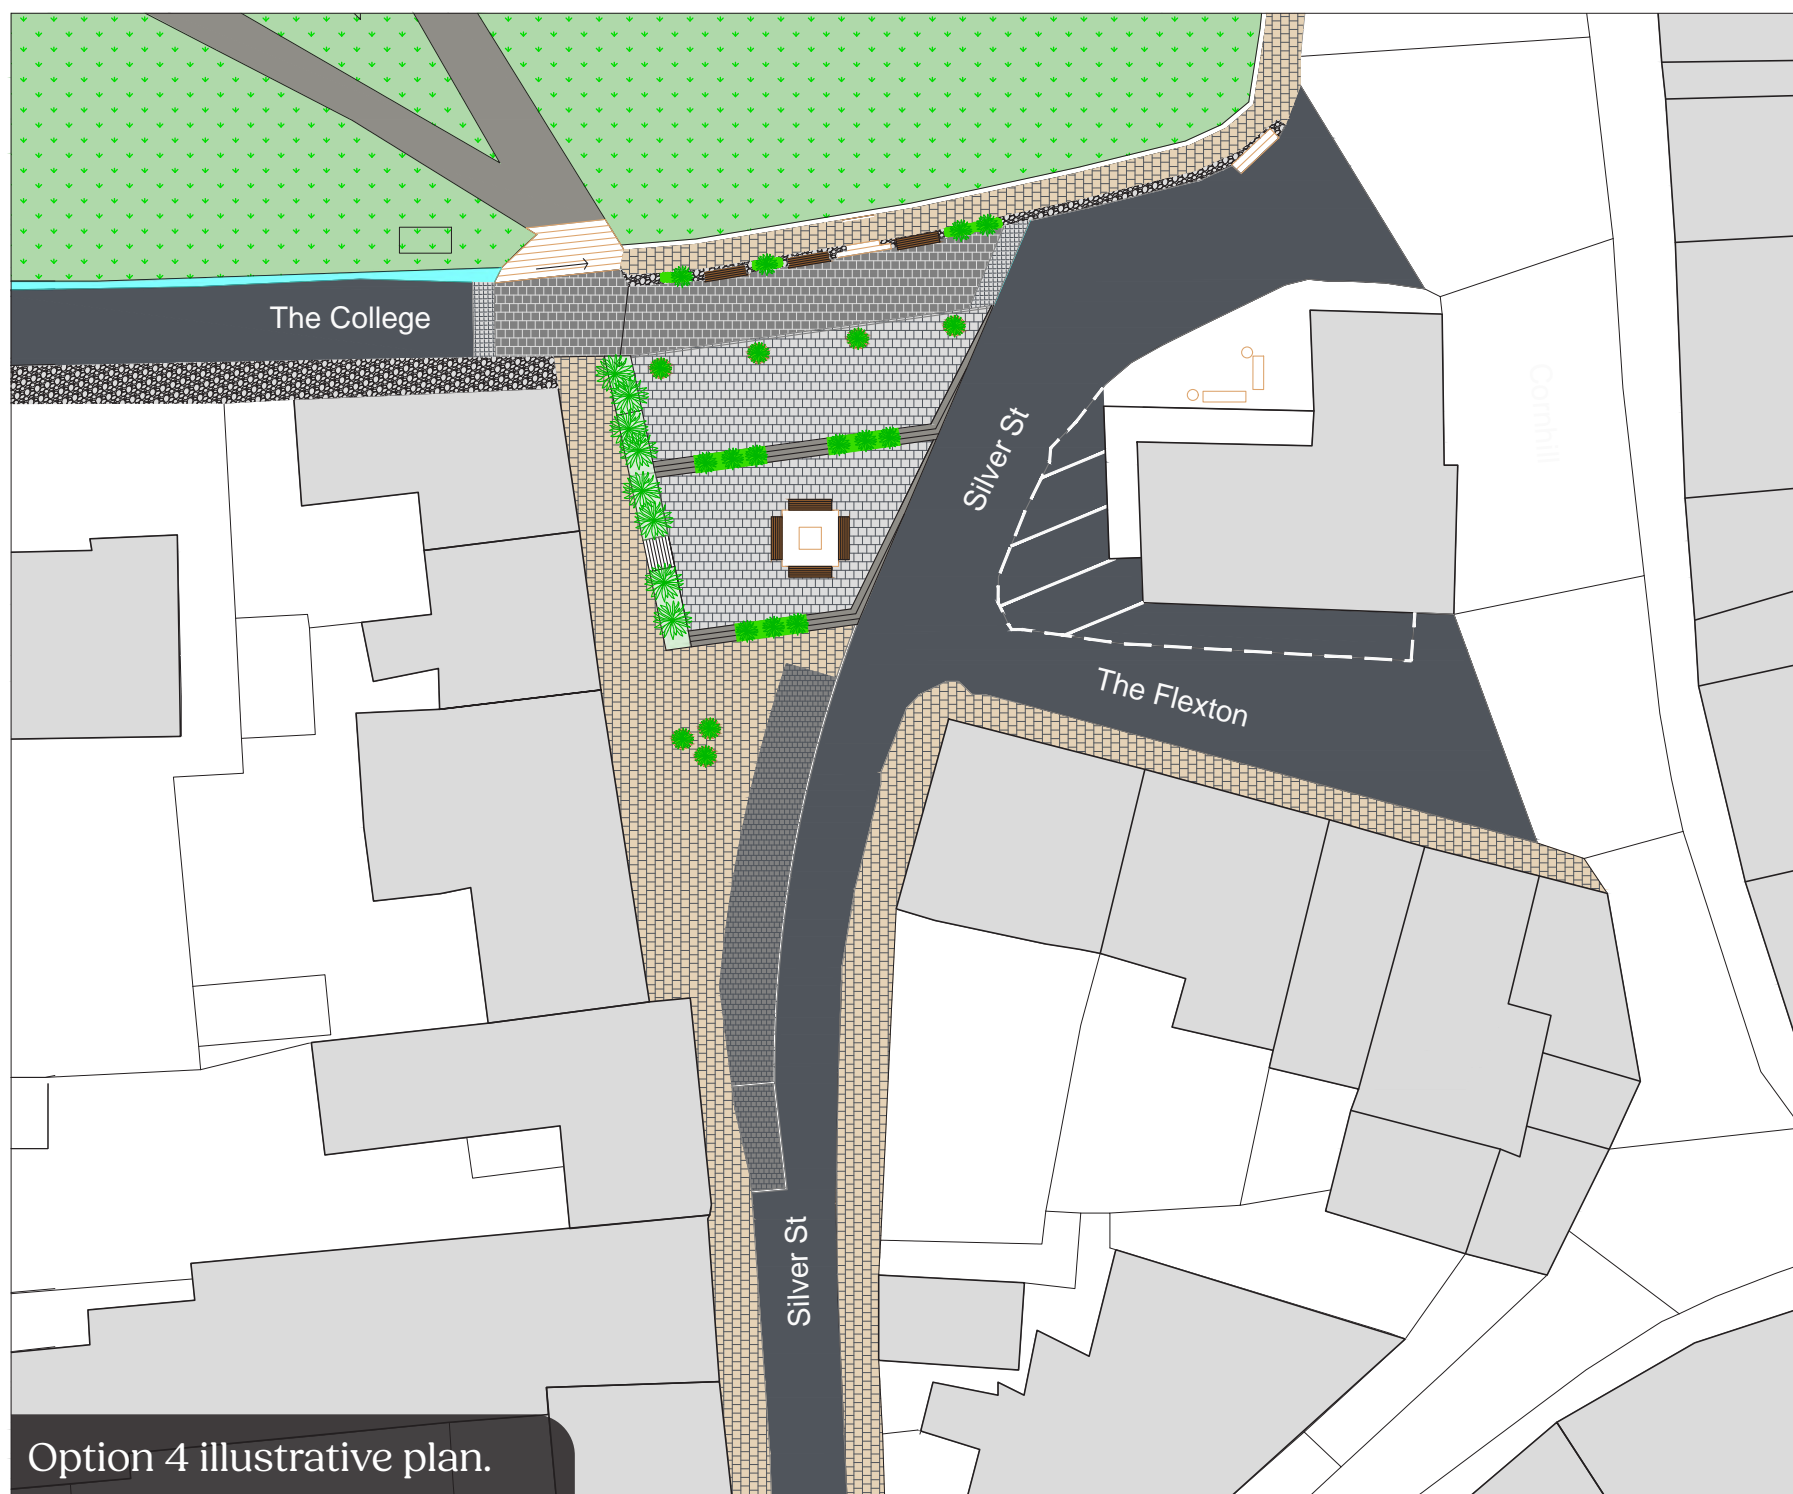 The College
Silver St
Cornhill
The Flexton
Silver St
Option 4 illustrative plan.